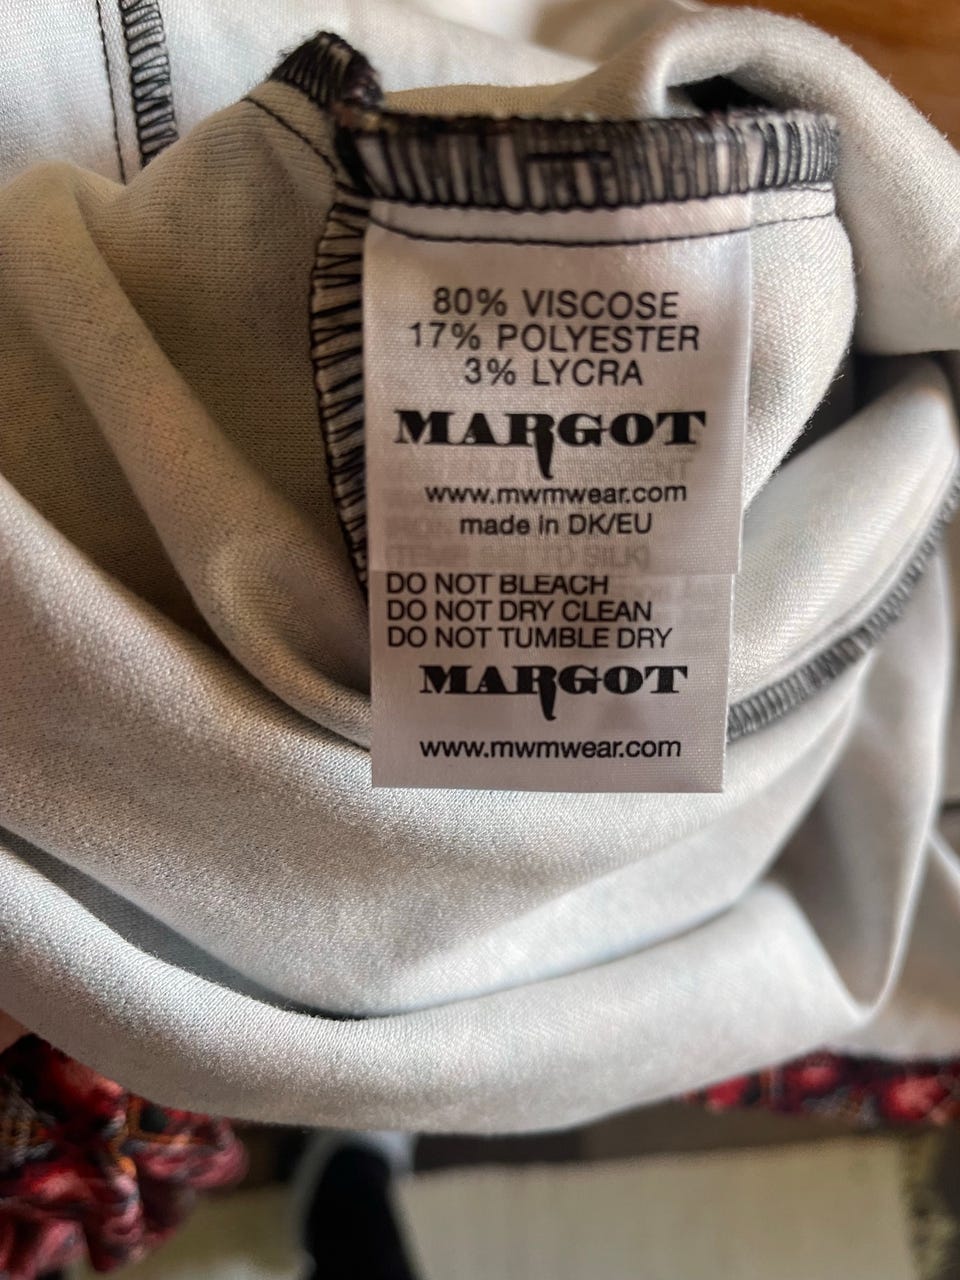 80% VISCOSE
17% POLYESTER
3% LYCRA
MARGOT
www.mwmwear.com
made in DK/EU
DO NOT BLEACH
DO NOT DRY CLEAN
DO NOT TUMBLE DRY
MARGOT
www.mwmwear.com